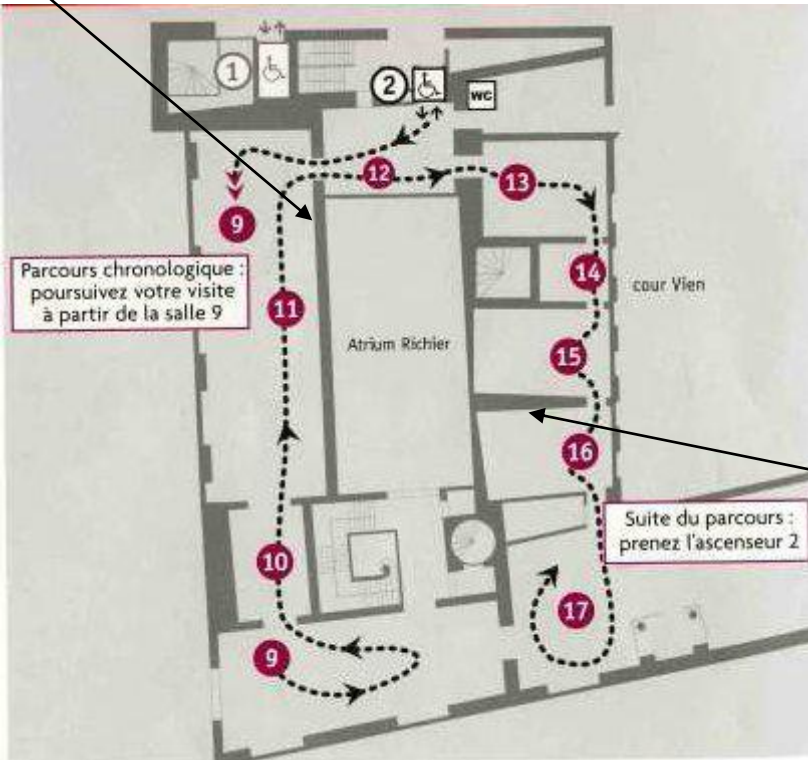 1
2
WC
12
13
9
Parcours chronologique :
poursuivez votre visite
à partir de la salle 9
11
14
cour Vien
Atrium Richier
15
16
Suite du parcours :
prenez l'ascenseur 2
10
17
9